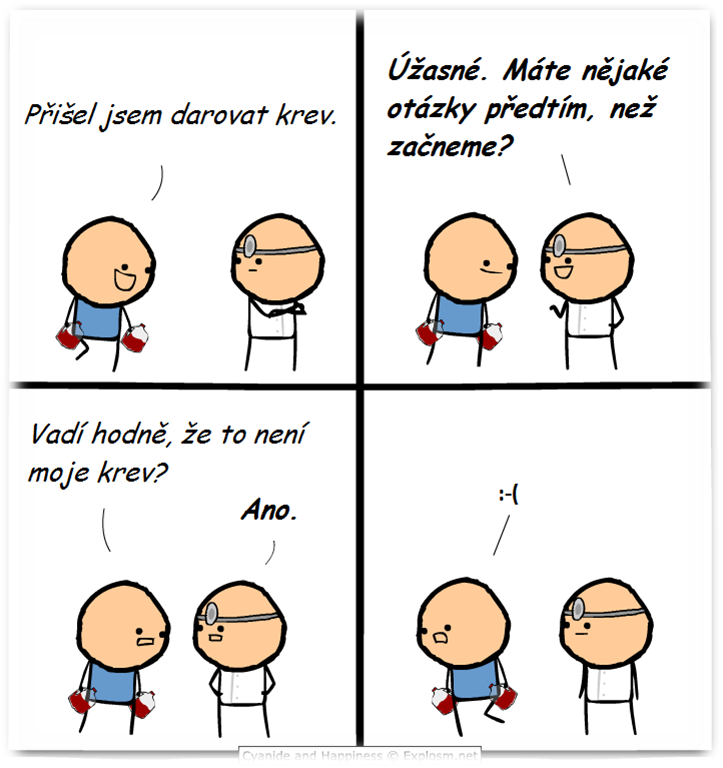 Přišel jsem darovat krev.
Úžasné. Máte nějaké
otázky předtím, než
začneme?
Vadí hodně, že to není
moje krev?
Ano.
:-(
Cyanide and Happiness © Explosm.net